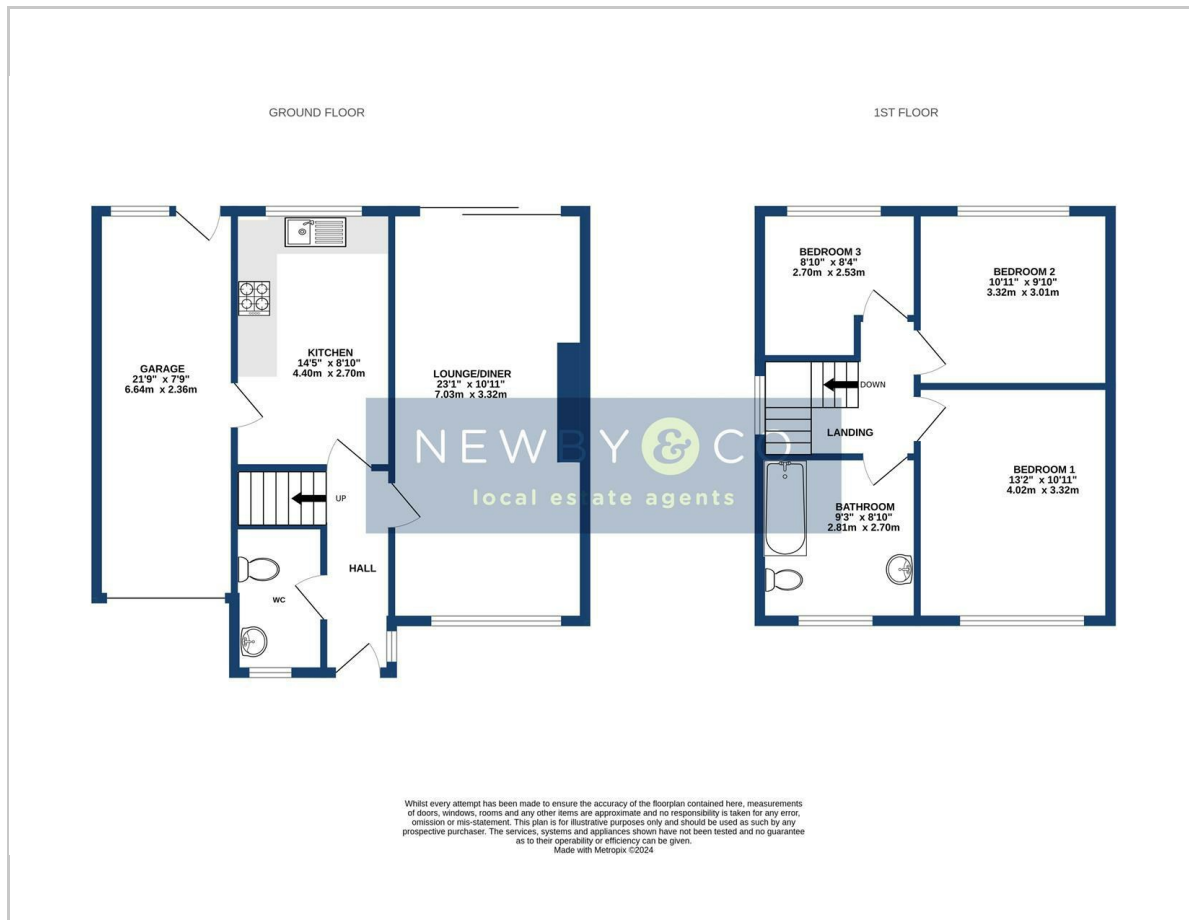 GROUND FLOOR
1ST FLOOR
GARAGE
21'9" x 7'9"
6.64m x 2.36m
KITCHEN
14'5" x 8'10"
4.40m x 2.70m
LOUNGE/DINER
23'1" x 10'11"
7.03m x 3.32m
UP
HALL
WC
BEDROOM 3
8'10" x 8'4"
2.70m x 2.53m
BEDROOM 2
10'11" x 9'10"
3.32m x 3.01m
DOWN
LANDING
BEDROOM 1
13'2" x 10'11"
4.02m x 3.32m
BATHROOM
9'3" x 8'10"
2.81m x 2.70m
NEWBY & CO
local estate agents
Whilst every attempt has been made to ensure the accuracy of the floorplan contained here, measurements
of doors, windows, rooms and any other items are approximate and no responsibility is taken for any error,
omission or mis-statement. This plan is for illustrative purposes only and should be used as such by any
prospective purchaser. The services, systems and appliances shown have not been tested and no guarantee
as to their operability or efficiency can be given.
Made with Metropix ©2024